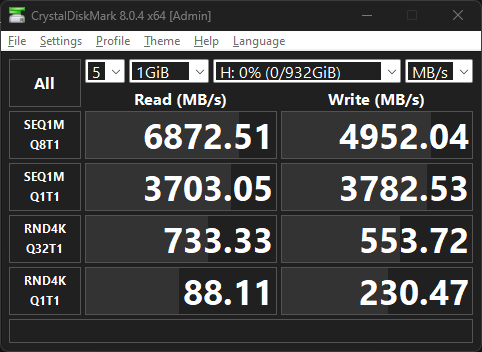 CrystalDiskMark 8.0.4 x64 [Admin]
File Settings Profile Theme Help Language
All 5 1GiB H: 0% (0/932GiB) MB/s
Read (MB/s) Write (MB/s)
SEQ1M
Q8T1 6872.51 4952.04
SEQ1M
Q1T1 3703.05 3782.53
RND4K
Q32T1 733.33 553.72
RND4K
Q1T1 88.11 230.47